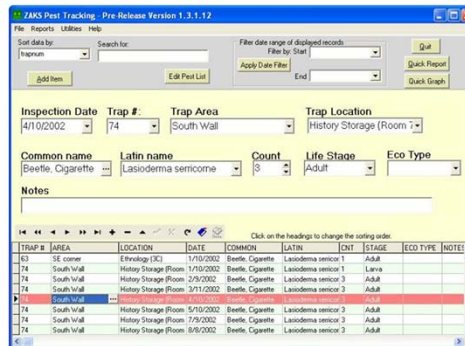 ZAKS Pest Tracking - Pre-Release Version 1.3.1.12
File Reports Utilities Help
Sort data by: Search for: Filter date range of displayed records
trapnum Filter by: Start Quit
Apply Date Filter Quick Report
Add Item Edit Pest List End Quick Graph
Inspection Date Trap #: Trap Area Trap Location
4/10/2002 74 South Wall History Storage (Room 7
Common name Latin name Count Life Stage Eco Type
Beetle, Cigarette ... Lasioderma serricorne 3 Adult
Notes
Click on the headings to change the sorting order.
TRAP # AREA LOCATION DATE COMMON LATIN CNT STAGE ECO TYPE NOTES
63 SE corner Ethnology (3C) 1/10/2002 Beetle, Cigarette Lasioderma serricor 1 Adult
74 South Wall History Storage (Room 1/10/2002 Beetle, Cigarette Lasioderma serricor 1 Larva
74 South Wall History Storage (Room 2/9/2002 Beetle, Cigarette Lasioderma serricor 3 Adult
74 South Wall History Storage (Room 3/11/2002 Beetle, Cigarette Lasioderma serricor 3 Adult
74 South Wall ... History Storage (Room 4/10/2002 Beetle, Cigarette Lasioderma serricor 3 Adult
74 South Wall History Storage (Room 5/10/2002 Beetle, Cigarette Lasioderma serricor 3 Adult
74 South Wall History Storage (Room 7/9/2002 Beetle, Cigarette Lasioderma serricor 3 Adult
74 South Wall History Storage (Room 8/8/2002 Beetle, Cigarette Lasioderma serricor 3 Adult